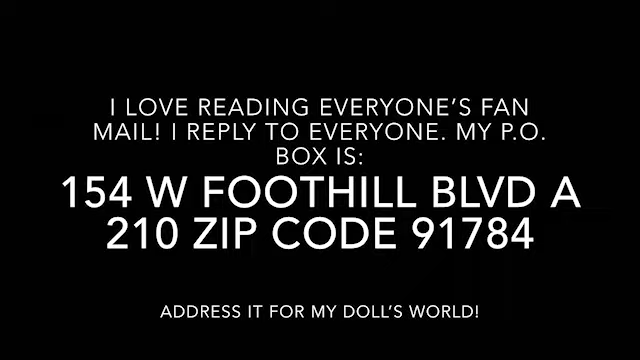 I LOVE READING EVERYONE’S FAN
MAIL! I REPLY TO EVERYONE. MY P.O.
BOX IS:
154 W FOOTHILL BLVD A
210 ZIP CODE 91784
ADDRESS IT FOR MY DOLL’S WORLD!